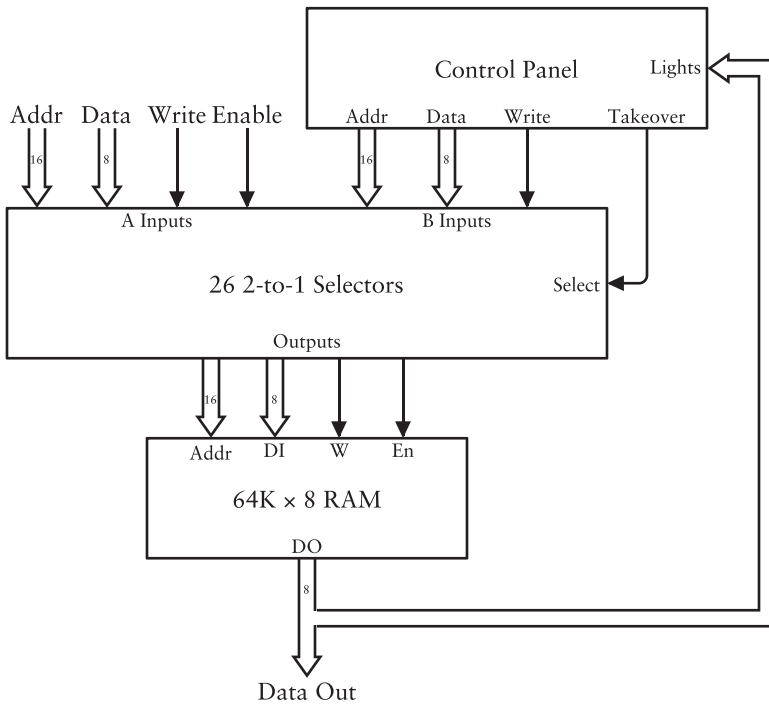 Control Panel
Lights
Addr Data Write Takeover
Addr Data Write Enable
16 8
16 8
A Inputs B Inputs
26 2-to-1 Selectors
Select
Outputs
16 8
Addr DI W En
64K × 8 RAM
DO
8
Data Out